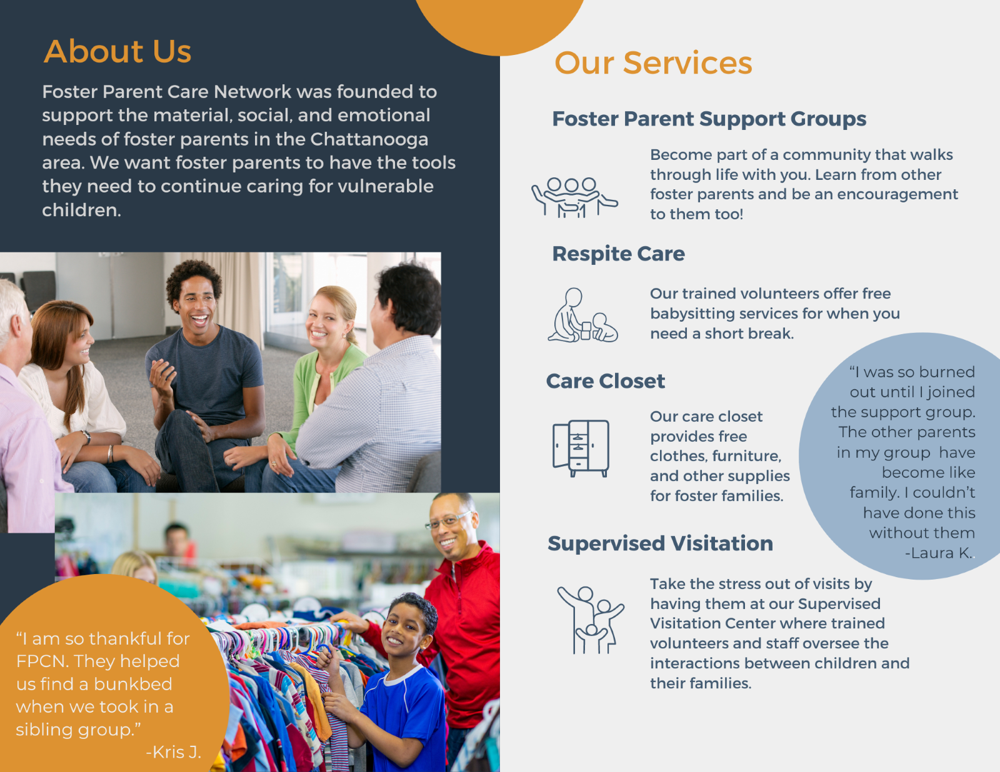 About Us
Foster Parent Care Network was founded to
support the material, social, and emotional
needs of foster parents in the Chattanooga
area. We want foster parents to have the tools
they need to continue caring for vulnerable
children.
“I am so thankful for
FPCN. They helped
us find a bunkbed
when we took in a
sibling group.”
-Kris J.
Our Services
Foster Parent Support Groups
Become part of a community that walks
through life with you. Learn from other
foster parents and be an encouragement
to them too!
Respite Care
Our trained volunteers offer free
babysitting services for when you
need a short break.
Care Closet
Our care closet
provides free
clothes, furniture,
and other supplies
for foster families.
“I was so burned
out until I joined
the support group.
The other parents
in my group  have
become like
family. I couldn’t
have done this
without them
-Laura K..
Supervised Visitation
Take the stress out of visits by
having them at our Supervised
Visitation Center where trained
volunteers and staff oversee the
interactions between children and
their families.